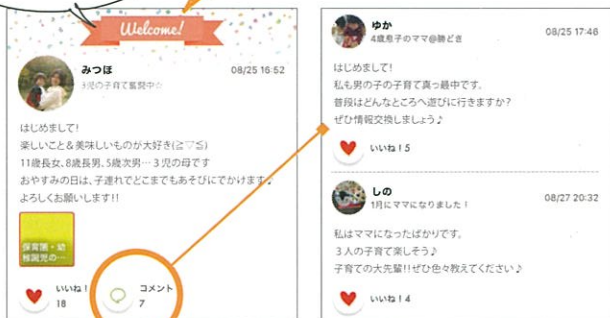 Welcome!
みつほ
08/25 16:52
3児の子育て奮闘中☆
はじめまして!
楽しいこと&美味しいものが大好き(≧▽≦)
11歳長女、8歳長男、5歳次男…3児の母です
おやすみの日は、子連れでどこまでもあそびにでかけます♪
よろしくお願いします!!
保育園・幼
稚園児の…
いいね!
18
コメント
7
ゆか
4歳息子のママ@勝どき
08/25 17:46
はじめまして!
私も男の子の子育て真っ最中です。
普段はどんなところへ遊びに行きますか?
ぜひ情報交換しましょう♪
いいね!5
しの
1月にママになりました!
08/27 20:32
私はママになったばかりです。
3人の子育て楽しそう♪
子育ての大先輩!!ぜひ色々教えてください♪
いいね!4